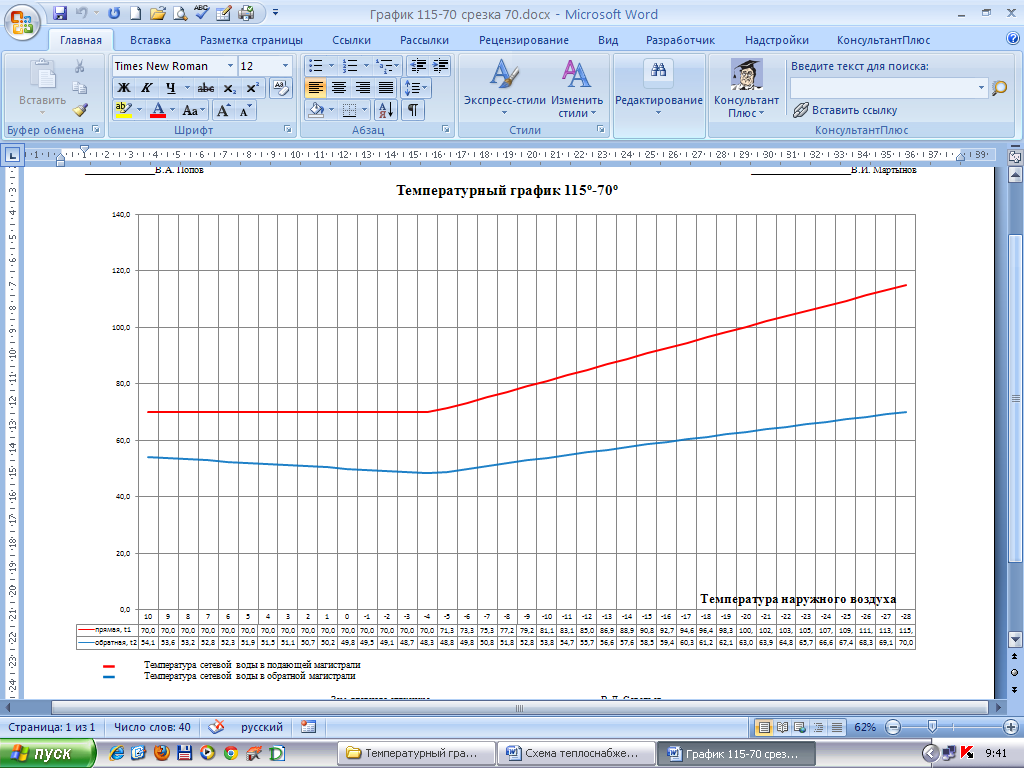 График 115-70 срезка 70.docx - Microsoft Word
Главная Вставка Разметка страницы Ссылки Рассылки Рецензирование Вид Разработчик Надстройки КонсультантПлюс
Вставить
Буфер обмена
Times New Roman 12
Ж К Ч abc x₂ x²
Шрифт
Абзац
Экспресс-стили
Изменить стили
Стили
Редактирование
Консультант Плюс
Введите текст для поиска:
Вставить ссылку
КонсультантПлюс
В.А. Попов В.И. Мартынов
Температурный график 115º-70º
140,0
120,0
100,0
80,0
60,0
40,0
20,0
0,0
Температура наружного воздуха
10 9 8 7 6 5 4 3 2 1 0 -1 -2 -3 -4 -5 -6 -7 -8 -9 -10 -11 -12 -13 -14 -15 -16 -17 -18 -19 -20 -21 -22 -23 -24 -25 -26 -27 -28
прямая, t1 70,0 70,0 70,0 70,0 70,0 70,0 70,0 70,0 70,0 70,0 70,0 70,0 70,0 70,0 70,0 71,3 73,3 75,3 77,2 79,2 81,1 83,1 85,0 86,9 88,9 90,8 92,7 94,6 96,4 98,3 100, 102, 103, 105, 107, 109, 111, 113, 115,
обратная, t2 54,1 53,6 53,2 52,8 52,3 51,9 51,5 51,1 50,7 50,2 49,8 49,5 49,1 48,7 48,3 48,8 49,8 50,8 51,8 52,8 53,8 54,7 55,7 56,6 57,6 58,5 59,4 60,3 61,2 62,1 63,0 63,9 64,8 65,7 66,6 67,4 68,3 69,1 70,0
Температура сетевой воды в подающей магистрали
Температура сетевой воды в обратной магистрали
Страница: 1 из 1 Число слов: 40 русский 62%
пуск Температурный гра... Схема теплоснабже... График 115-70 срез... 9:41